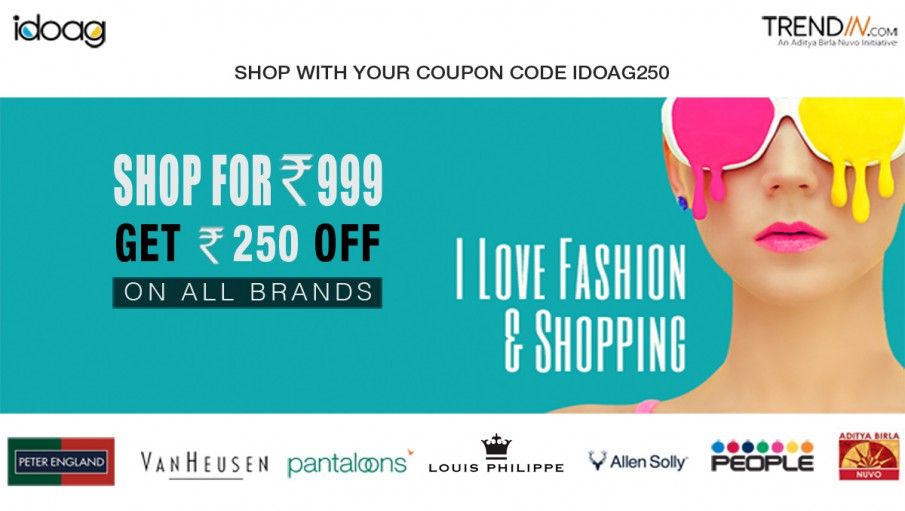 idoag
TRENDIN.COM
An Aditya Birla Nuvo Initiative
SHOP WITH YOUR COUPON CODE IDOAG250
SHOP FOR ₹ 999
GET ₹ 250 OFF
ON ALL BRANDS
I LOVE FASHION
& SHOPPING
PETER ENGLAND
VANHEUSEN
pantaloons
LOUIS PHILIPPE
Allen Solly
PEOPLE
ADITYA BIRLA
NUVO